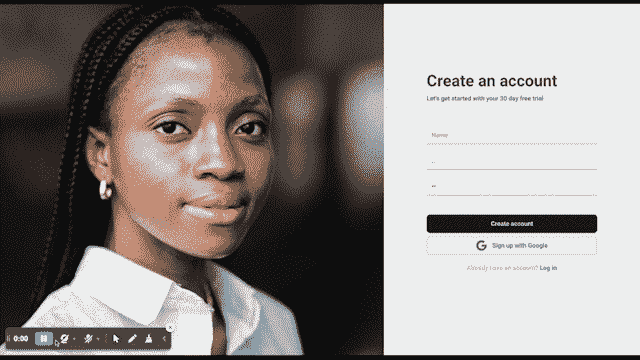 Create an account
Let's get started with your 30 day free trial
Name
Create account
Sign up with Google
Already have an account? Log in
0:00